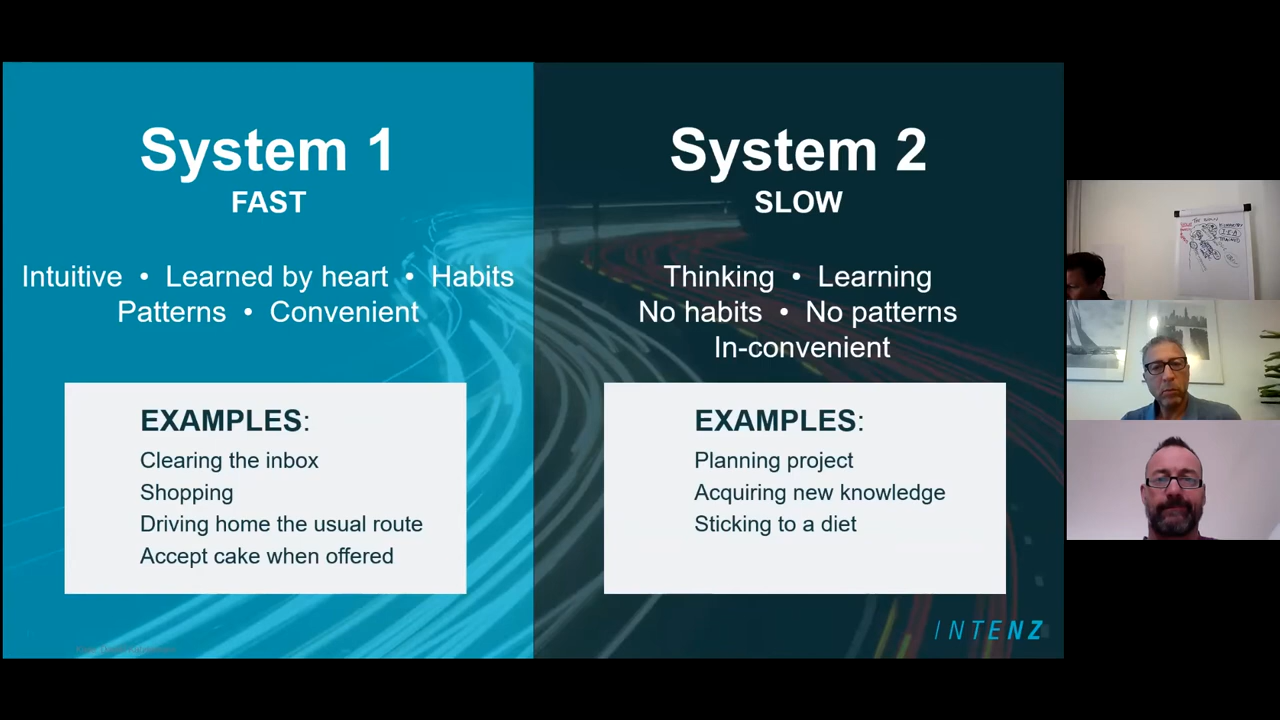 System 1
FAST
Intuitive • Learned by heart • Habits
Patterns • Convenient
EXAMPLES:
Clearing the inbox
Shopping
Driving home the usual route
Accept cake when offered
System 2
SLOW
Thinking • Learning
No habits • No patterns
In-convenient
EXAMPLES:
Planning project
Acquiring new knowledge
Sticking to a diet
INTENZ